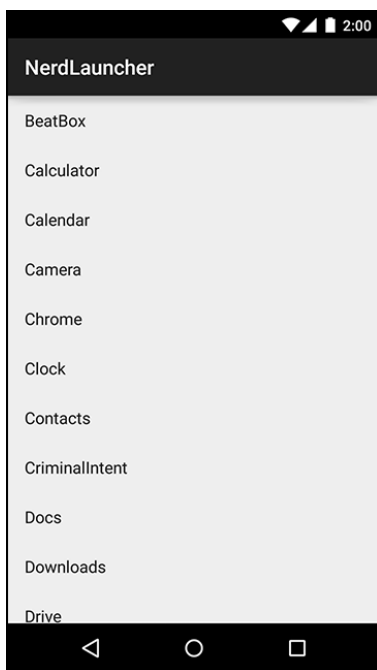 2:00
NerdLauncher
BeatBox
Calculator
Calendar
Camera
Chrome
Clock
Contacts
CriminalIntent
Docs
Downloads
Drive